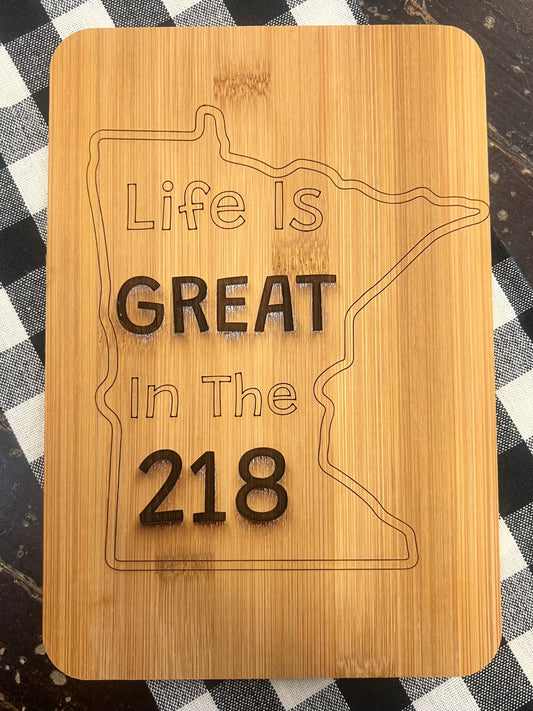 Life Is
GREAT
In The
218